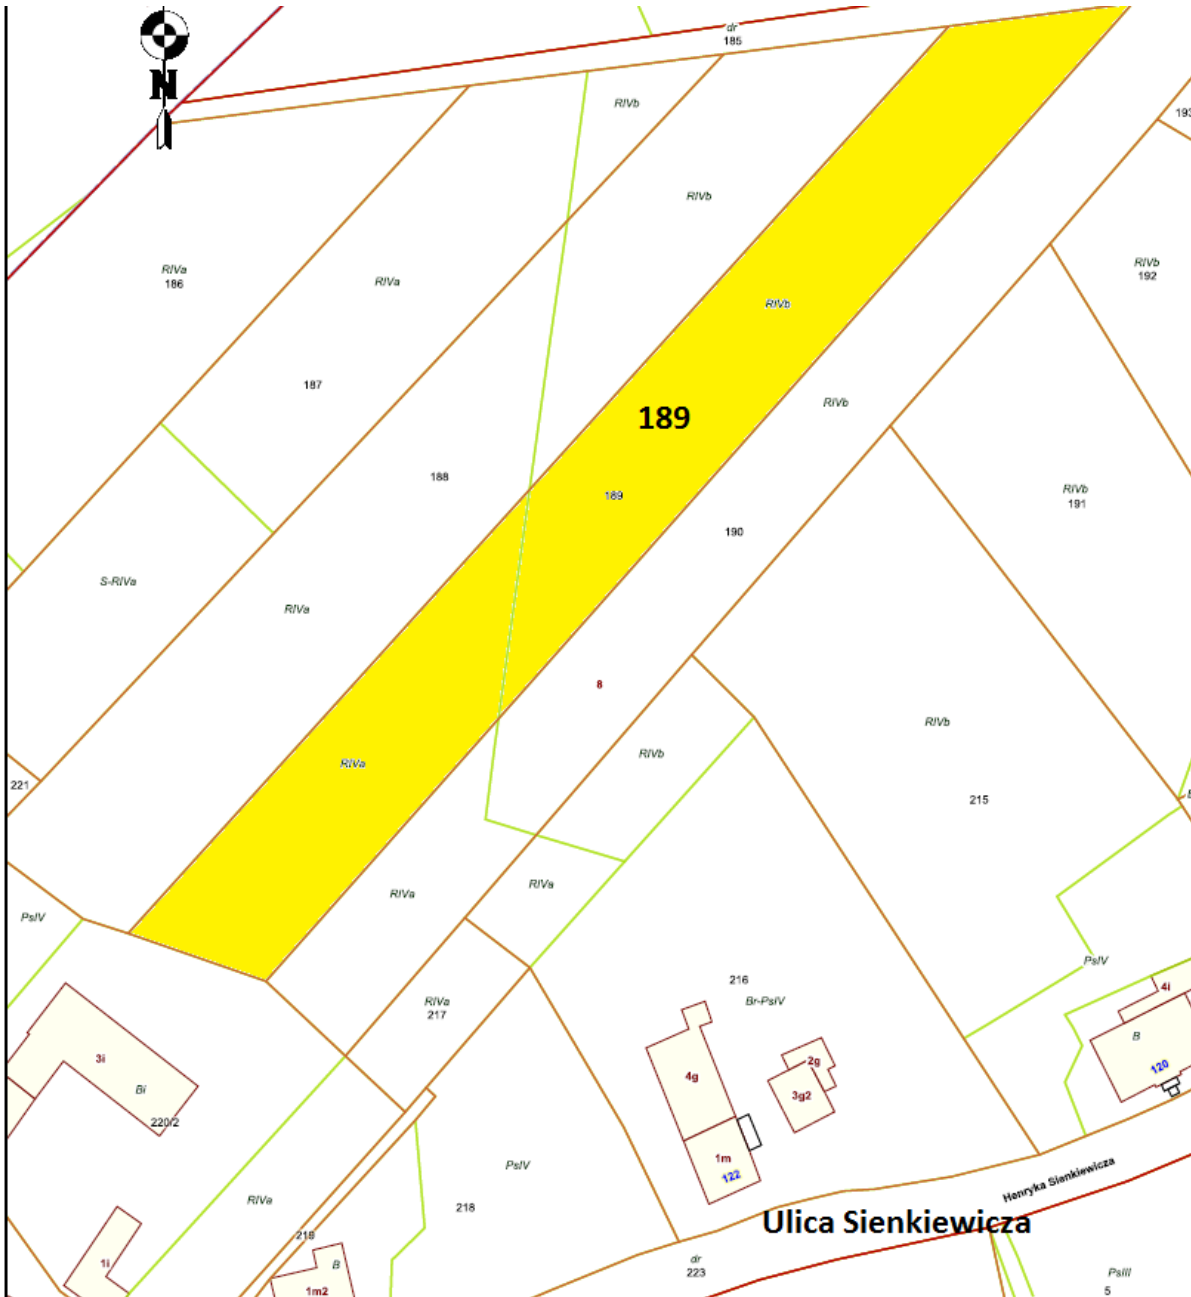 N
dr
185
RIVb
193
RIVb
RIVa
186
RIVa
RIVb
192
RIVb
187
RIVb
189
188
RIVb
191
189
190
S-RIVa
RIVa
8
RIVb
RIVb
RIVa
221
215
RIVa
RIVa
PsIV
PsIV
216
Br-PsIV
4i
RIVa
217
B
3i
2g
120
4g
Bi
3g2
220/2
1m
122
PsIV
Henryka Sienkiewicza
RIVa
218
Ulica Sienkiewicza
219
dr
223
1i
B
PsIII
5
1m2